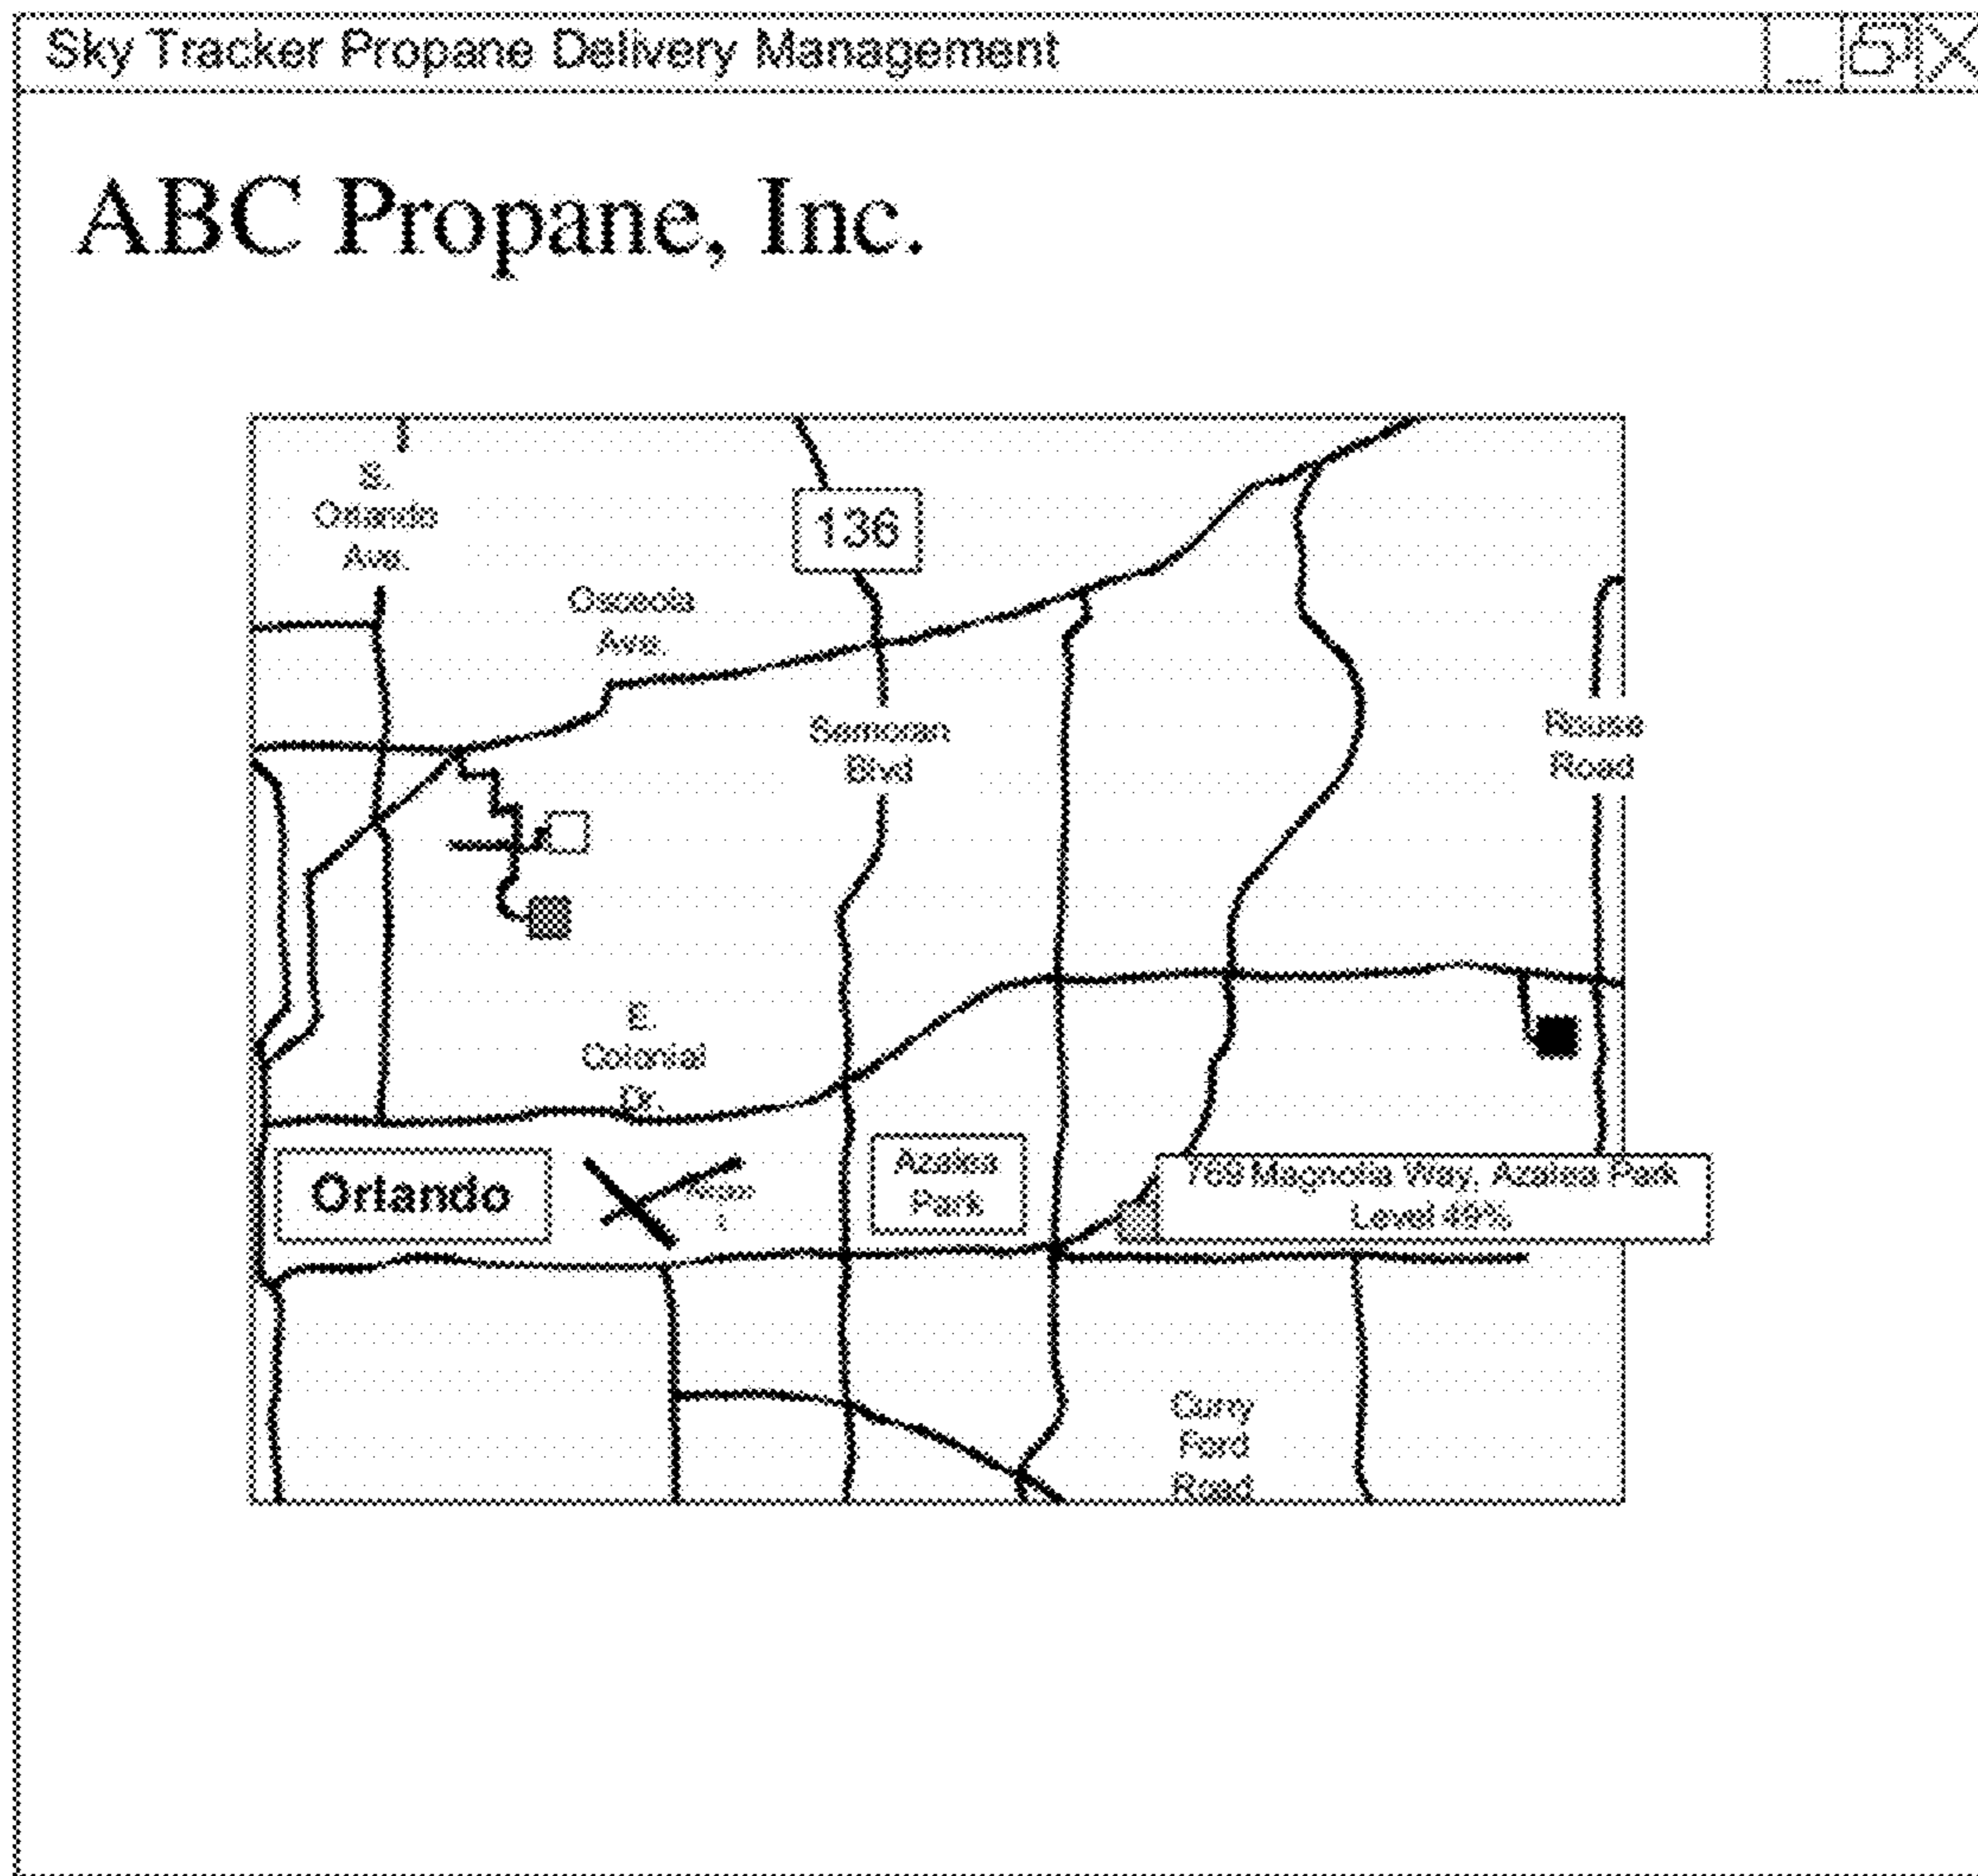 Sky Tracker Propane Delivery Management
ABC Propane, Inc.
S.
Orlando
Ave.
136
Osceola
Ave.
Semoran
Blvd
Rouse
Road
E.
Colonial
Dr.
Orlando
Azalea
Park
769 Magnolia Way, Azalea Park
Level 49%
Curry
Ford
Road